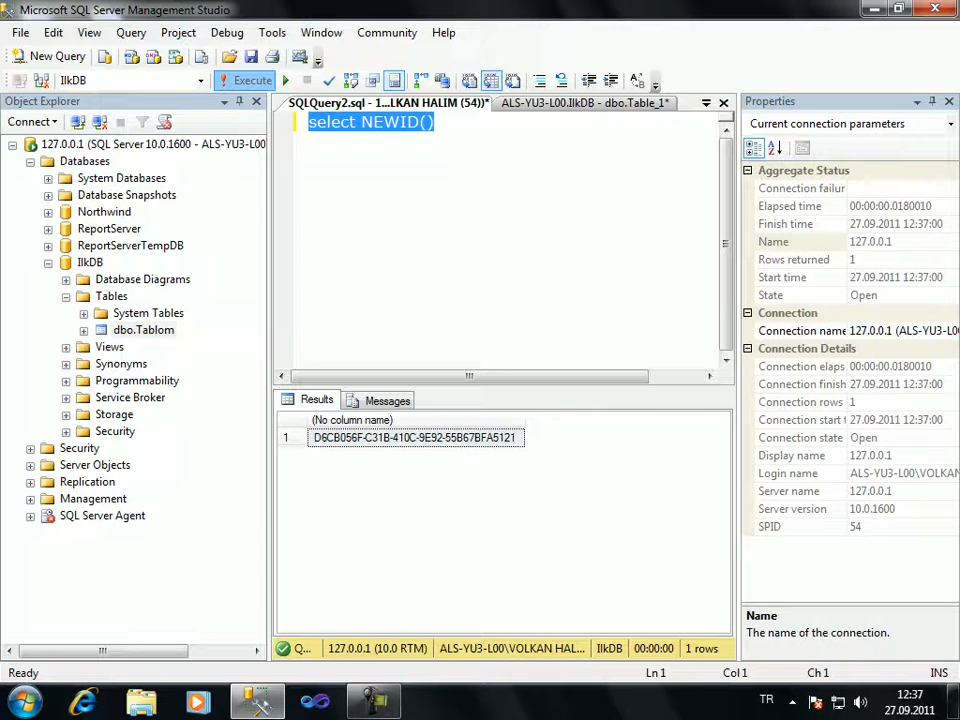 Microsoft SQL Server Management Studio
File Edit View Query Project Debug Tools Window Community Help
New Query
IlkDB Execute
Object Explorer
Connect
127.0.0.1 (SQL Server 10.0.1600 - ALS-YU3-L00
Databases
System Databases
Database Snapshots
Northwind
ReportServer
ReportServerTempDB
IlkDB
Database Diagrams
Tables
System Tables
dbo.Tablom
Views
Synonyms
Programmability
Service Broker
Storage
Security
Security
Server Objects
Replication
Management
SQL Server Agent
SQLQuery2.sql - 1...LKAN HALIM (54))* ALS-YU3-L00.IlkDB - dbo.Table_1*
select NEWID()
Results Messages
(No column name)
1 D6CB056F-C31B-410C-9E92-55B67BFA5121
Q... 127.0.0.1 (10.0 RTM) ALS-YU3-L00\VOLKAN HAL... IlkDB 00:00:00 1 rows
Properties
Current connection parameters
Aggregate Status
Connection failur
Elapsed time 00:00:00.0180010
Finish time 27.09.2011 12:37:00
Name 127.0.0.1
Rows returned 1
Start time 27.09.2011 12:37:00
State Open
Connection
Connection name 127.0.0.1 (ALS-YU3-L0
Connection Details
Connection elaps 00:00:00.0180010
Connection finish 27.09.2011 12:37:00
Connection rows 1
Connection start t 27.09.2011 12:37:00
Connection state Open
Display name 127.0.0.1
Login name ALS-YU3-L00\VOLKAN
Server name 127.0.0.1
Server version 10.0.1600
SPID 54
Name
The name of the connection.
Ready Ln 1 Col 1 Ch 1 INS
TR 12:37
27.09.2011